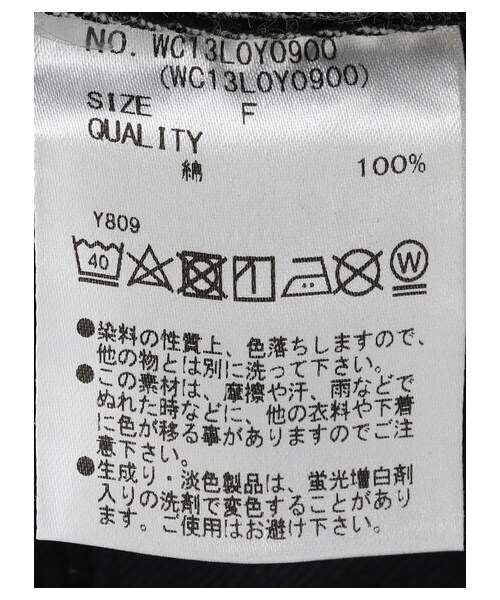 NO. WC13L0Y0900
(WC13L0Y0900)
SIZE F
QUALITY
綿 100%
Y809
40 W
●染料の性質上、色落ちしますので、
他の物とは別に洗って下さい。
●この素材は、摩擦や汗、雨などで
ぬれた時などに、他の衣料や下着
に色が移る事がありますのでご注
意下さい。
●生成り・淡色製品は、蛍光増白剤
入りの洗剤で変色することがあり
ます。ご使用はお避け下さい。